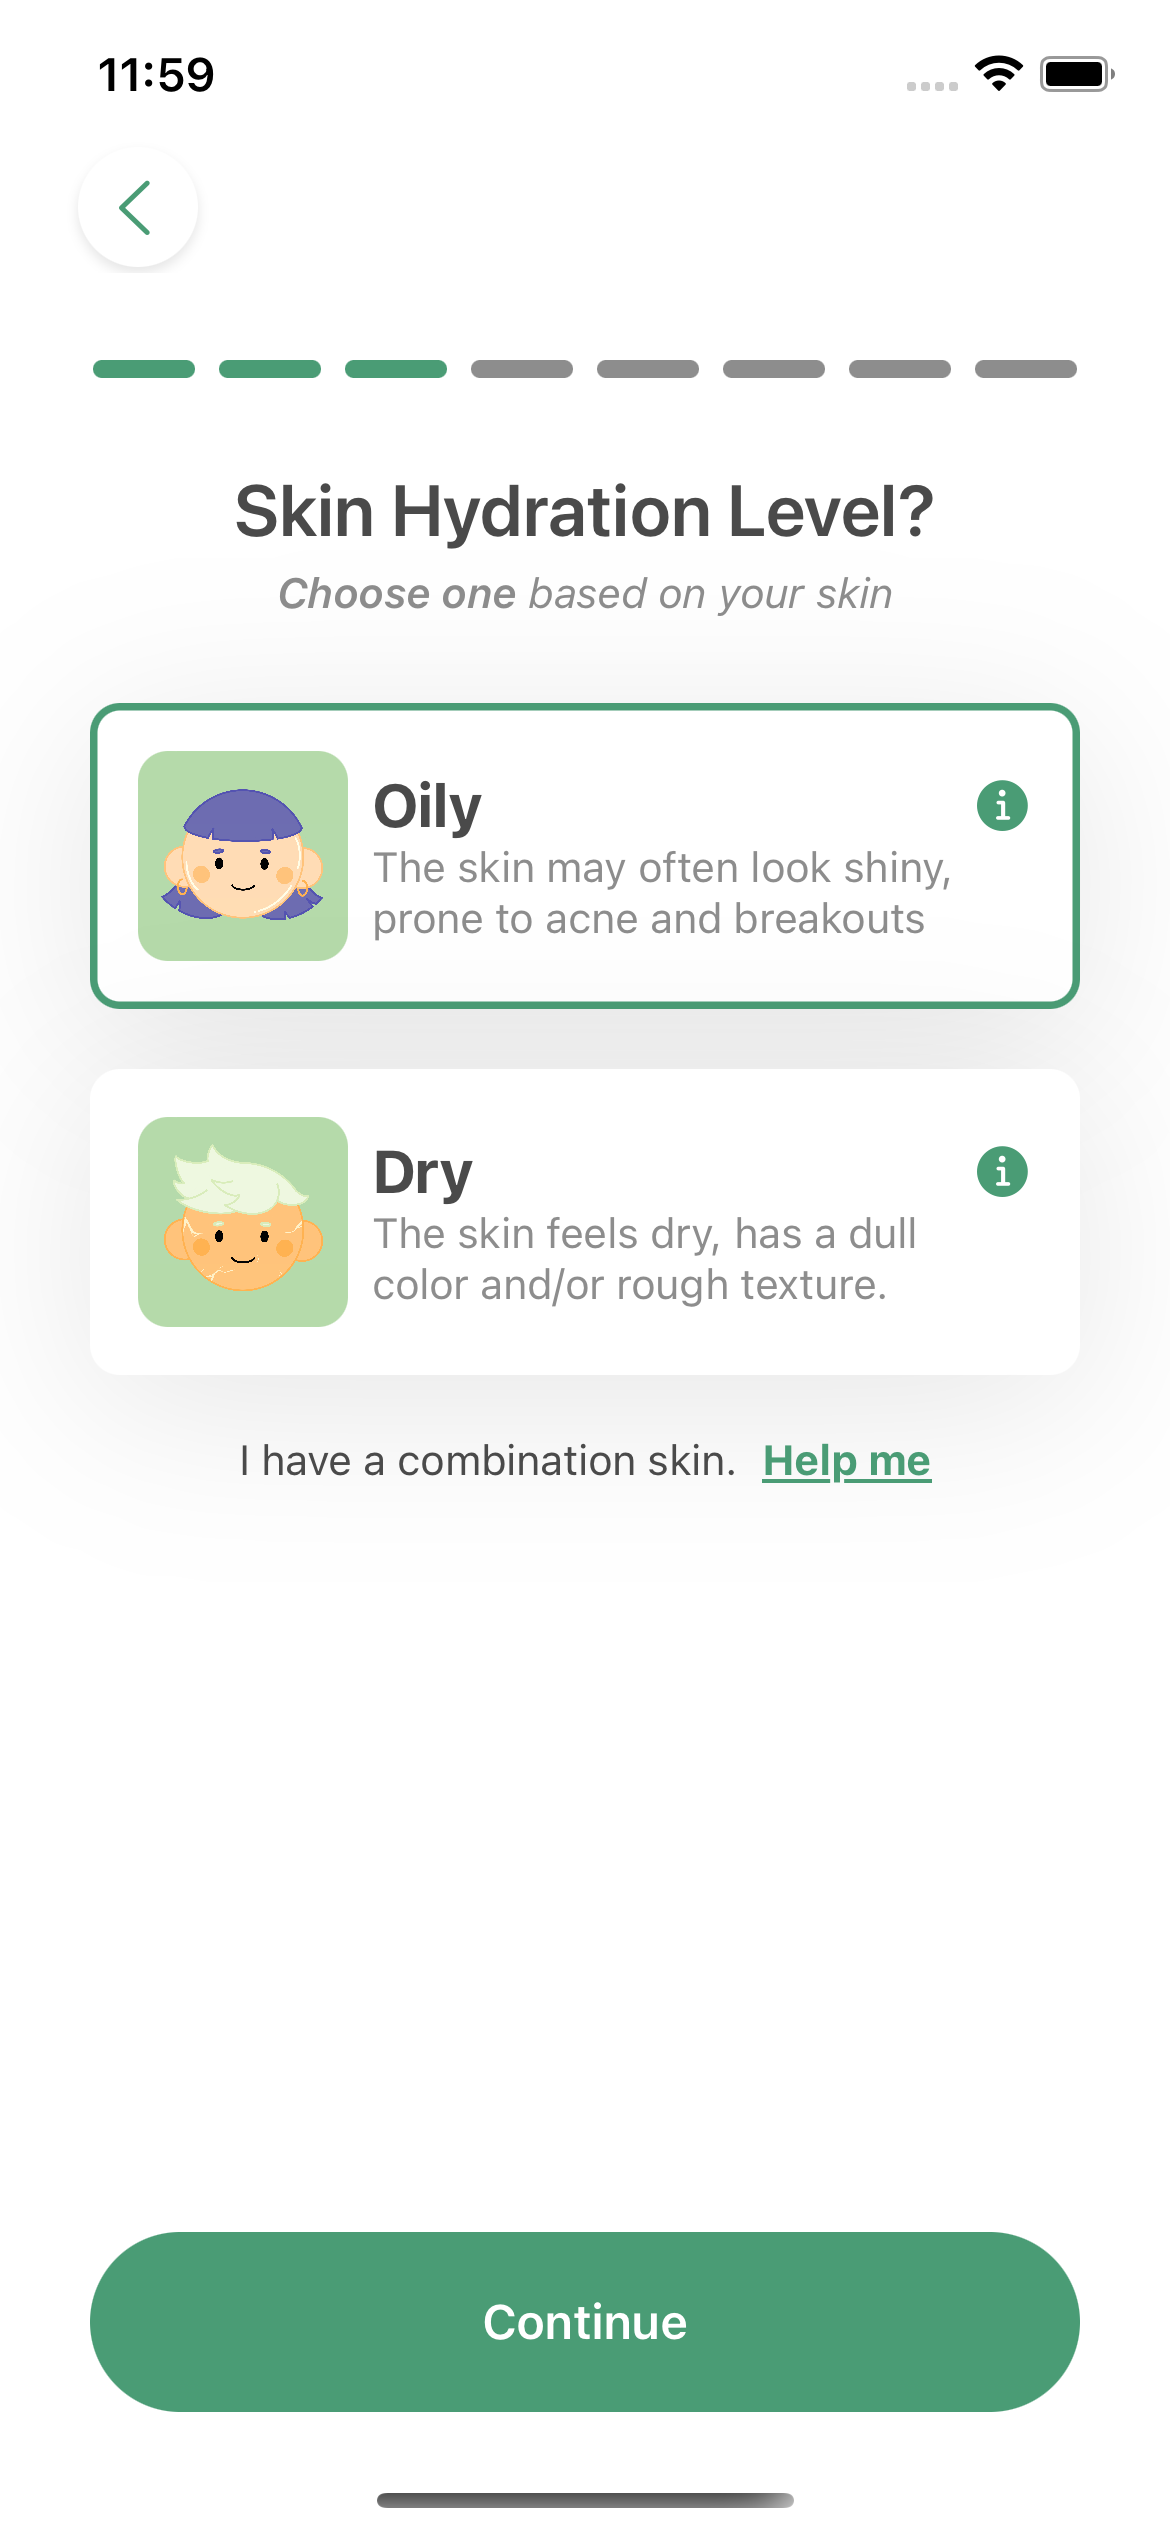 11:59
Skin Hydration Level?
Choose one based on your skin
Oily
The skin may often look shiny,
prone to acne and breakouts
Dry
The skin feels dry, has a dull
color and/or rough texture.
I have a combination skin. Help me
Continue